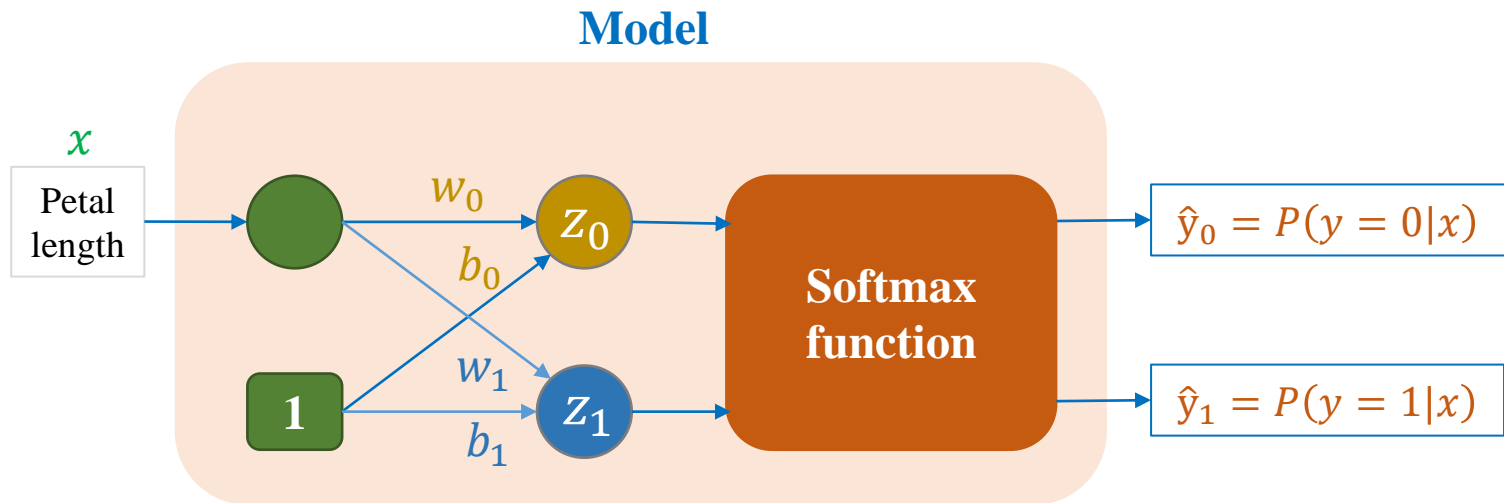 Model
x
Petal
length
w₀
z₀
b₀
Softmax
function
ŷ₀ = P(y = 0|x)
1
w₁
z₁
b₁
ŷ₁ = P(y = 1|x)